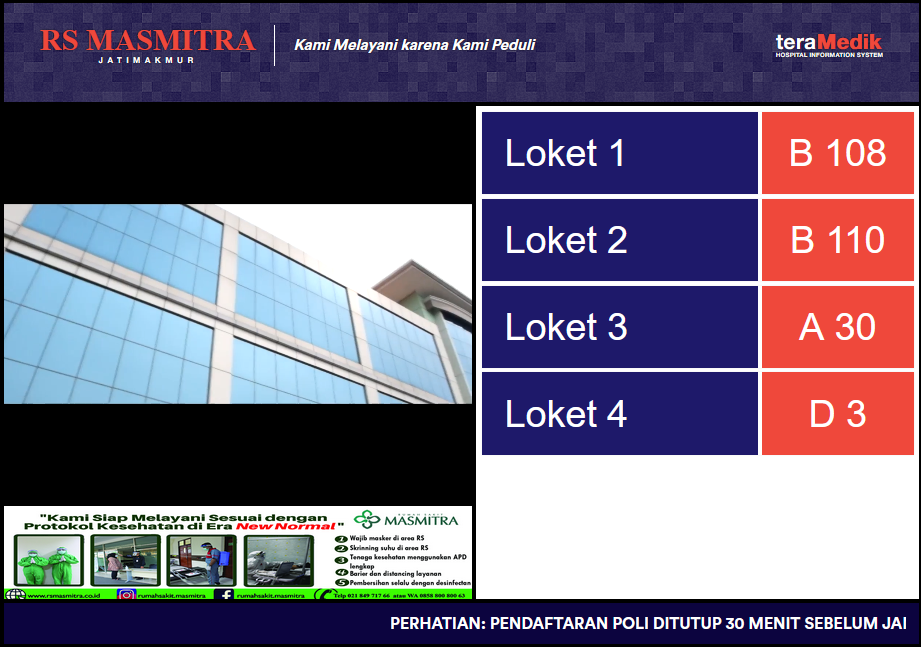 RS MASMITRA
JATIMAKMUR
Kami Melayani karena Kami Peduli
teraMedik
HOSPITAL INFORMATION SYSTEM
Loket 1 B 108
Loket 2 B 110
Loket 3 A 30
Loket 4 D 3
"Kami Siap Melayani Sesuai dengan
Protokol Kesehatan di Era New Normal"
RUMAH SAKIT
MASMITRA
1 Wajib masker di area RS
2 Skrinning suhu di area RS
3 Tenaga kesehatan menggunakan APD
lengkap
4 Barier dan distancing layanan
5 Pembersihan selalu dengan desinfectan
www.rsmasmitra.co.id rumahsakit.masmitra rumahsakit.masmitra Telp 021 849 717 66 atau WA 0858 800 800 63
PERHATIAN: PENDAFTARAN POLI DITUTUP 30 MENIT SEBELUM JAI